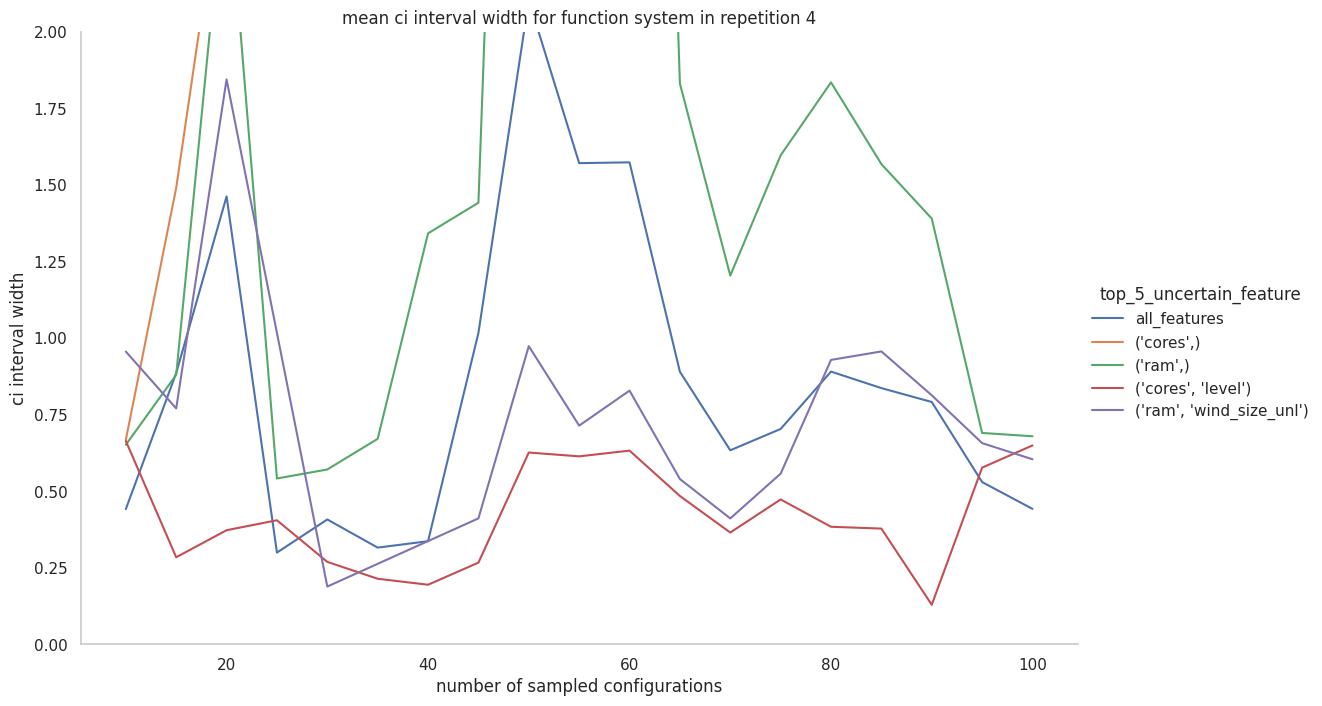 mean ci interval width for function system in repetition 4
2.00
1.75
1.50
1.25
1.00
0.75
0.50
0.25
0.00
ci interval width
20
40
60
80
100
number of sampled configurations
top_5_uncertain_feature
all_features
('cores',)
('ram',)
('cores', 'level')
('ram', 'wind_size_unl')